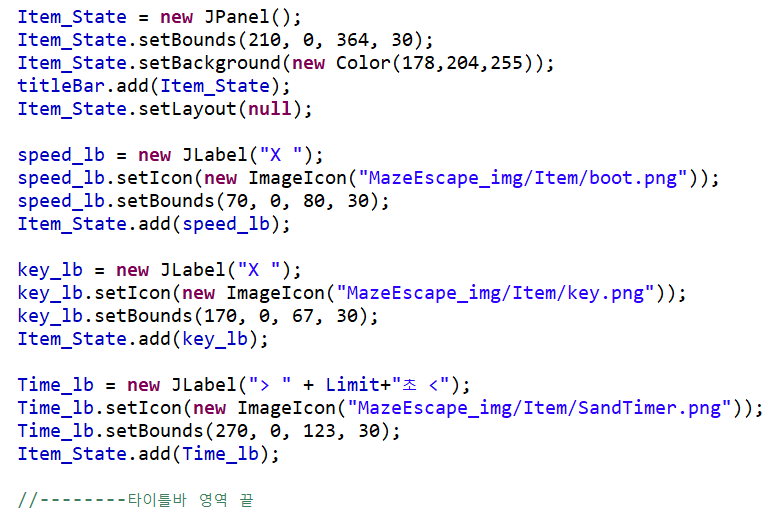 Item_State = new JPanel();
Item_State.setBounds(210, 0, 364, 30);
Item_State.setBackground(new Color(178,204,255));
titleBar.add(Item_State);
Item_State.setLayout(null);

speed_lb = new JLabel("X ");
speed_lb.setIcon(new ImageIcon("MazeEscape_img/Item/boot.png"));
speed_lb.setBounds(70, 0, 80, 30);
Item_State.add(speed_lb);

key_lb = new JLabel("X ");
key_lb.setIcon(new ImageIcon("MazeEscape_img/Item/key.png"));
key_lb.setBounds(170, 0, 67, 30);
Item_State.add(key_lb);

Time_lb = new JLabel("> " + Limit+"초 <");
Time_lb.setIcon(new ImageIcon("MazeEscape_img/Item/SandTimer.png"));
Time_lb.setBounds(270, 0, 123, 30);
Item_State.add(Time_lb);

//--------타이틀바 영역 끝